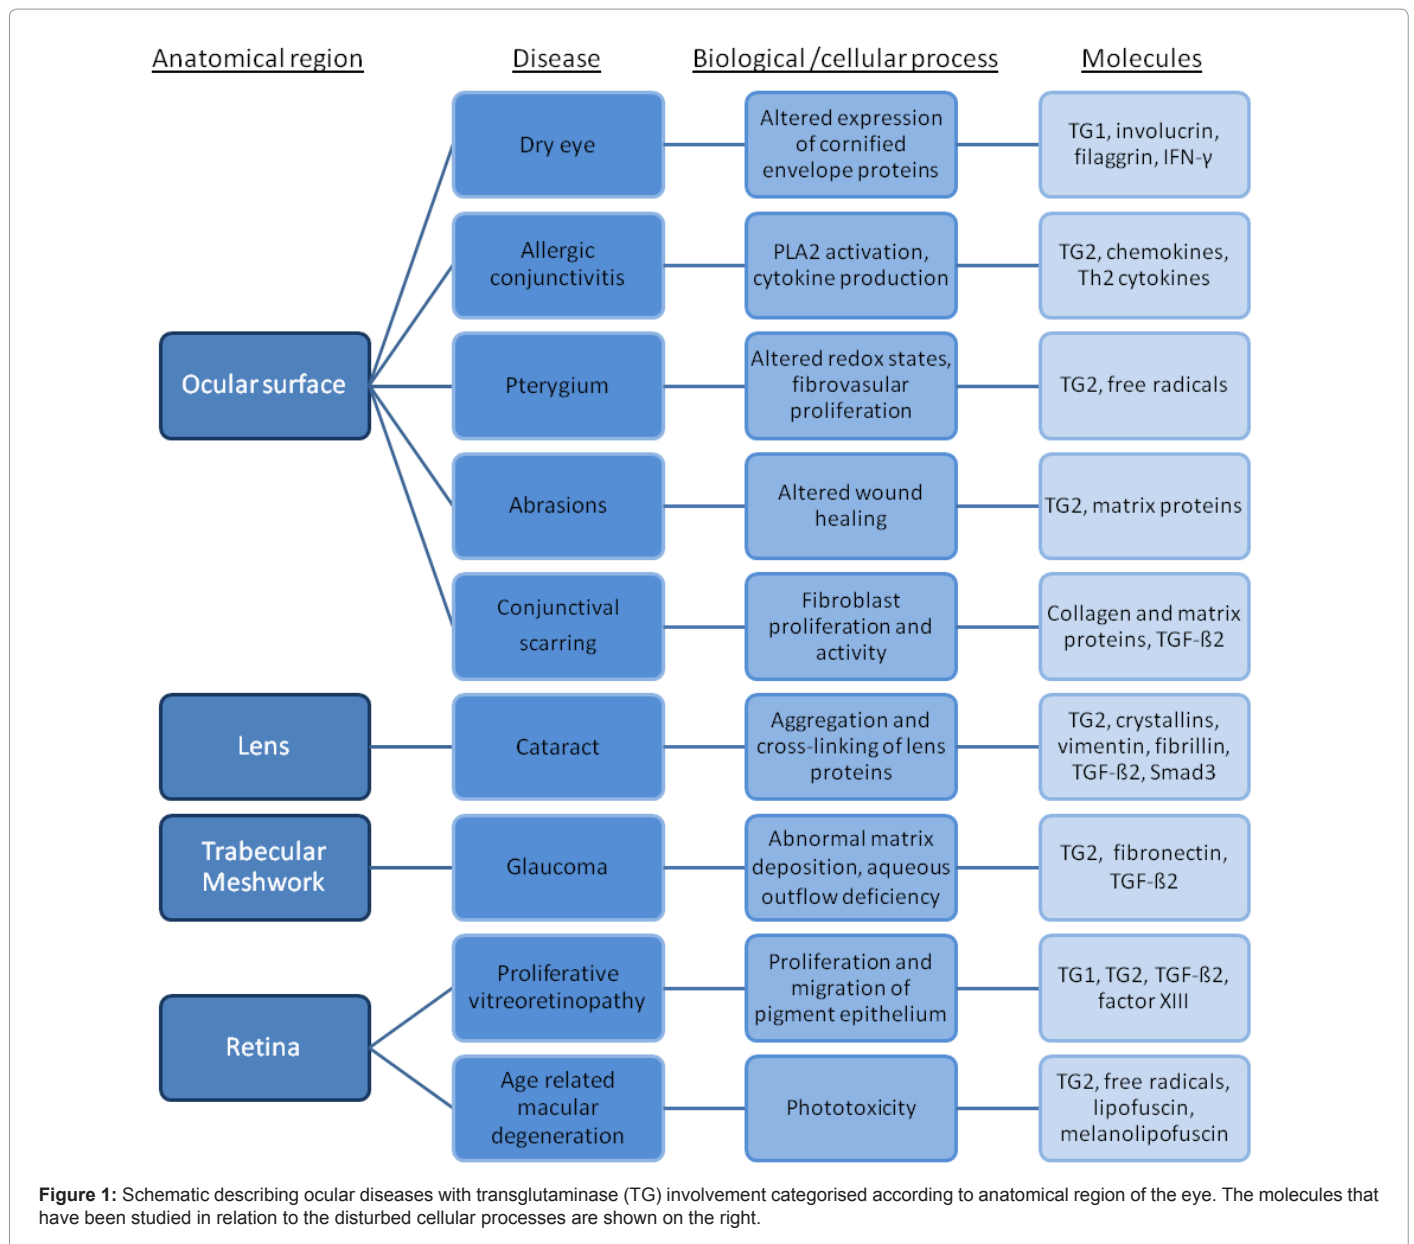 Anatomical region
Disease
Biological /cellular process
Molecules
Ocular surface
Dry eye
Altered expression
of cornified
envelope proteins
TG1, involucrin,
filaggrin, IFN-γ
Allergic
conjunctivitis
PLA2 activation,
cytokine production
TG2, chemokines,
Th2 cytokines
Pterygium
Altered redox states,
fibrovascular
proliferation
TG2, free radicals
Abrasions
Altered wound
healing
TG2, matrix proteins
Conjunctival
scarring
Fibroblast
proliferation and
activity
Collagen and matrix
proteins, TGF-ß2
Lens
Cataract
Aggregation and
cross-linking of lens
proteins
TG2, crystallins,
vimentin, fibrillin,
TGF-ß2, Smad3
Trabecular
Meshwork
Glaucoma
Abnormal matrix
deposition, aqueous
outflow deficiency
TG2, fibronectin,
TGF-ß2
Retina
Proliferative
vitreoretinopathy
Proliferation and
migration of
pigment epithelium
TG1, TG2, TGF-ß2,
factor XIII
Age related
macular
degeneration
Phototoxicity
TG2, free radicals,
lipofuscin,
melanolipofuscin
Figure 1: Schematic describing ocular diseases with transglutaminase (TG) involvement categorised according to anatomical region of the eye. The molecules that
have been studied in relation to the disturbed cellular processes are shown on the right.